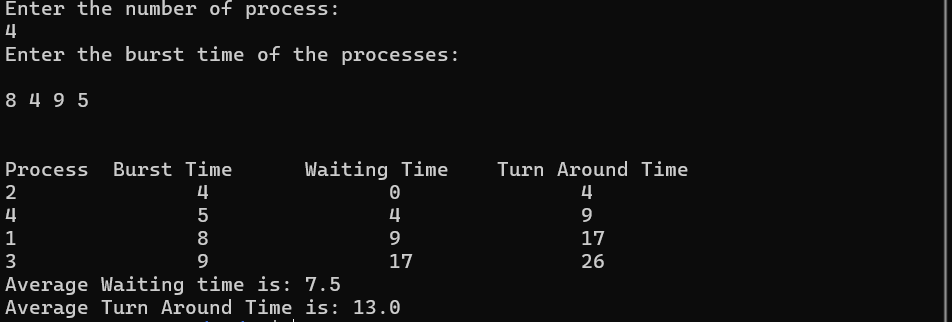 Enter the number of process:
4
Enter the burst time of the processes:
8 4 9 5
Process  Burst Time      Waiting Time    Turn Around Time
2               4               0               4
4               5               4               9
1               8               9               17
3               9               17              26
Average Waiting time is: 7.5
Average Turn Around Time is: 13.0